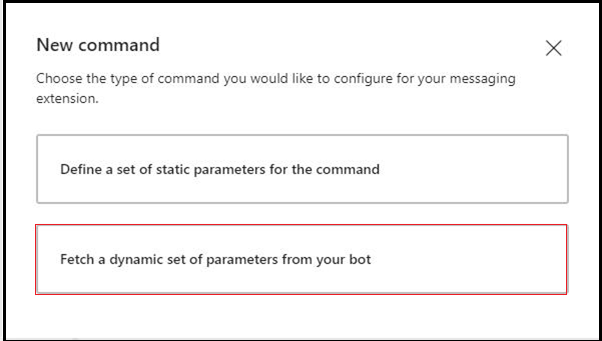 New command
Choose the type of command you would like to configure for your messaging
extension.
Define a set of static parameters for the command
Fetch a dynamic set of parameters from your bot